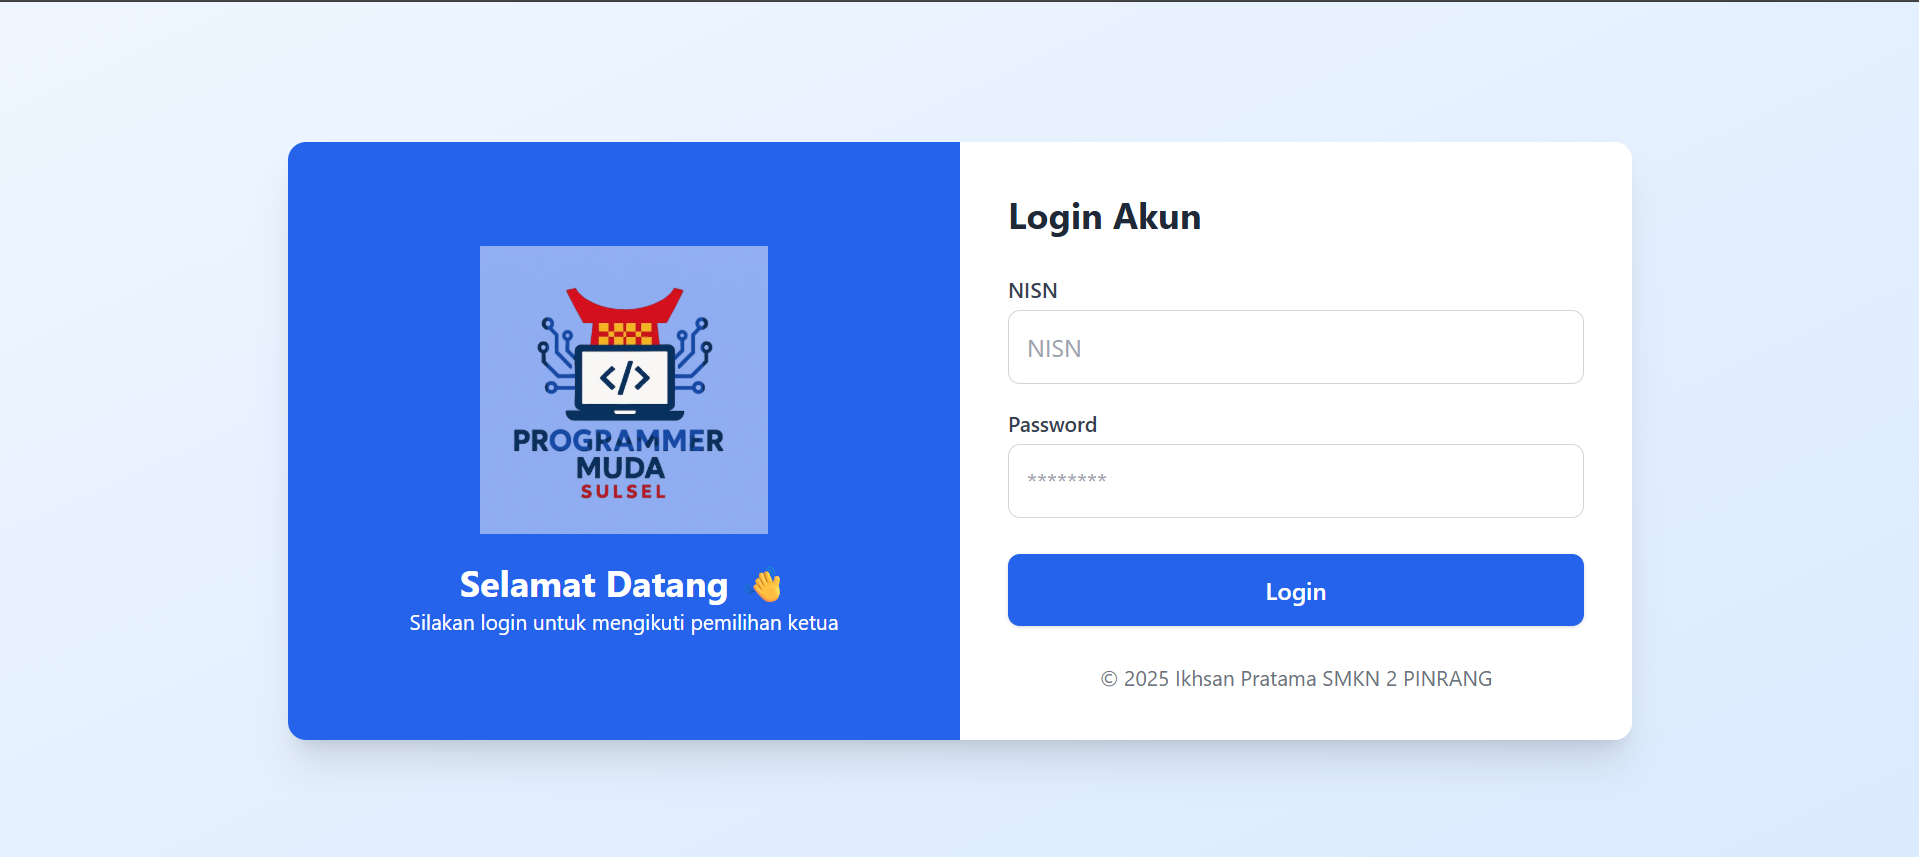 </>
PROGRAMMER
MUDA
SULSEL
Selamat Datang 👋
Silakan login untuk mengikuti pemilihan ketua
Login Akun
NISN
NISN
Password
********
Login
© 2025 Ikhsan Pratama SMKN 2 PINRANG